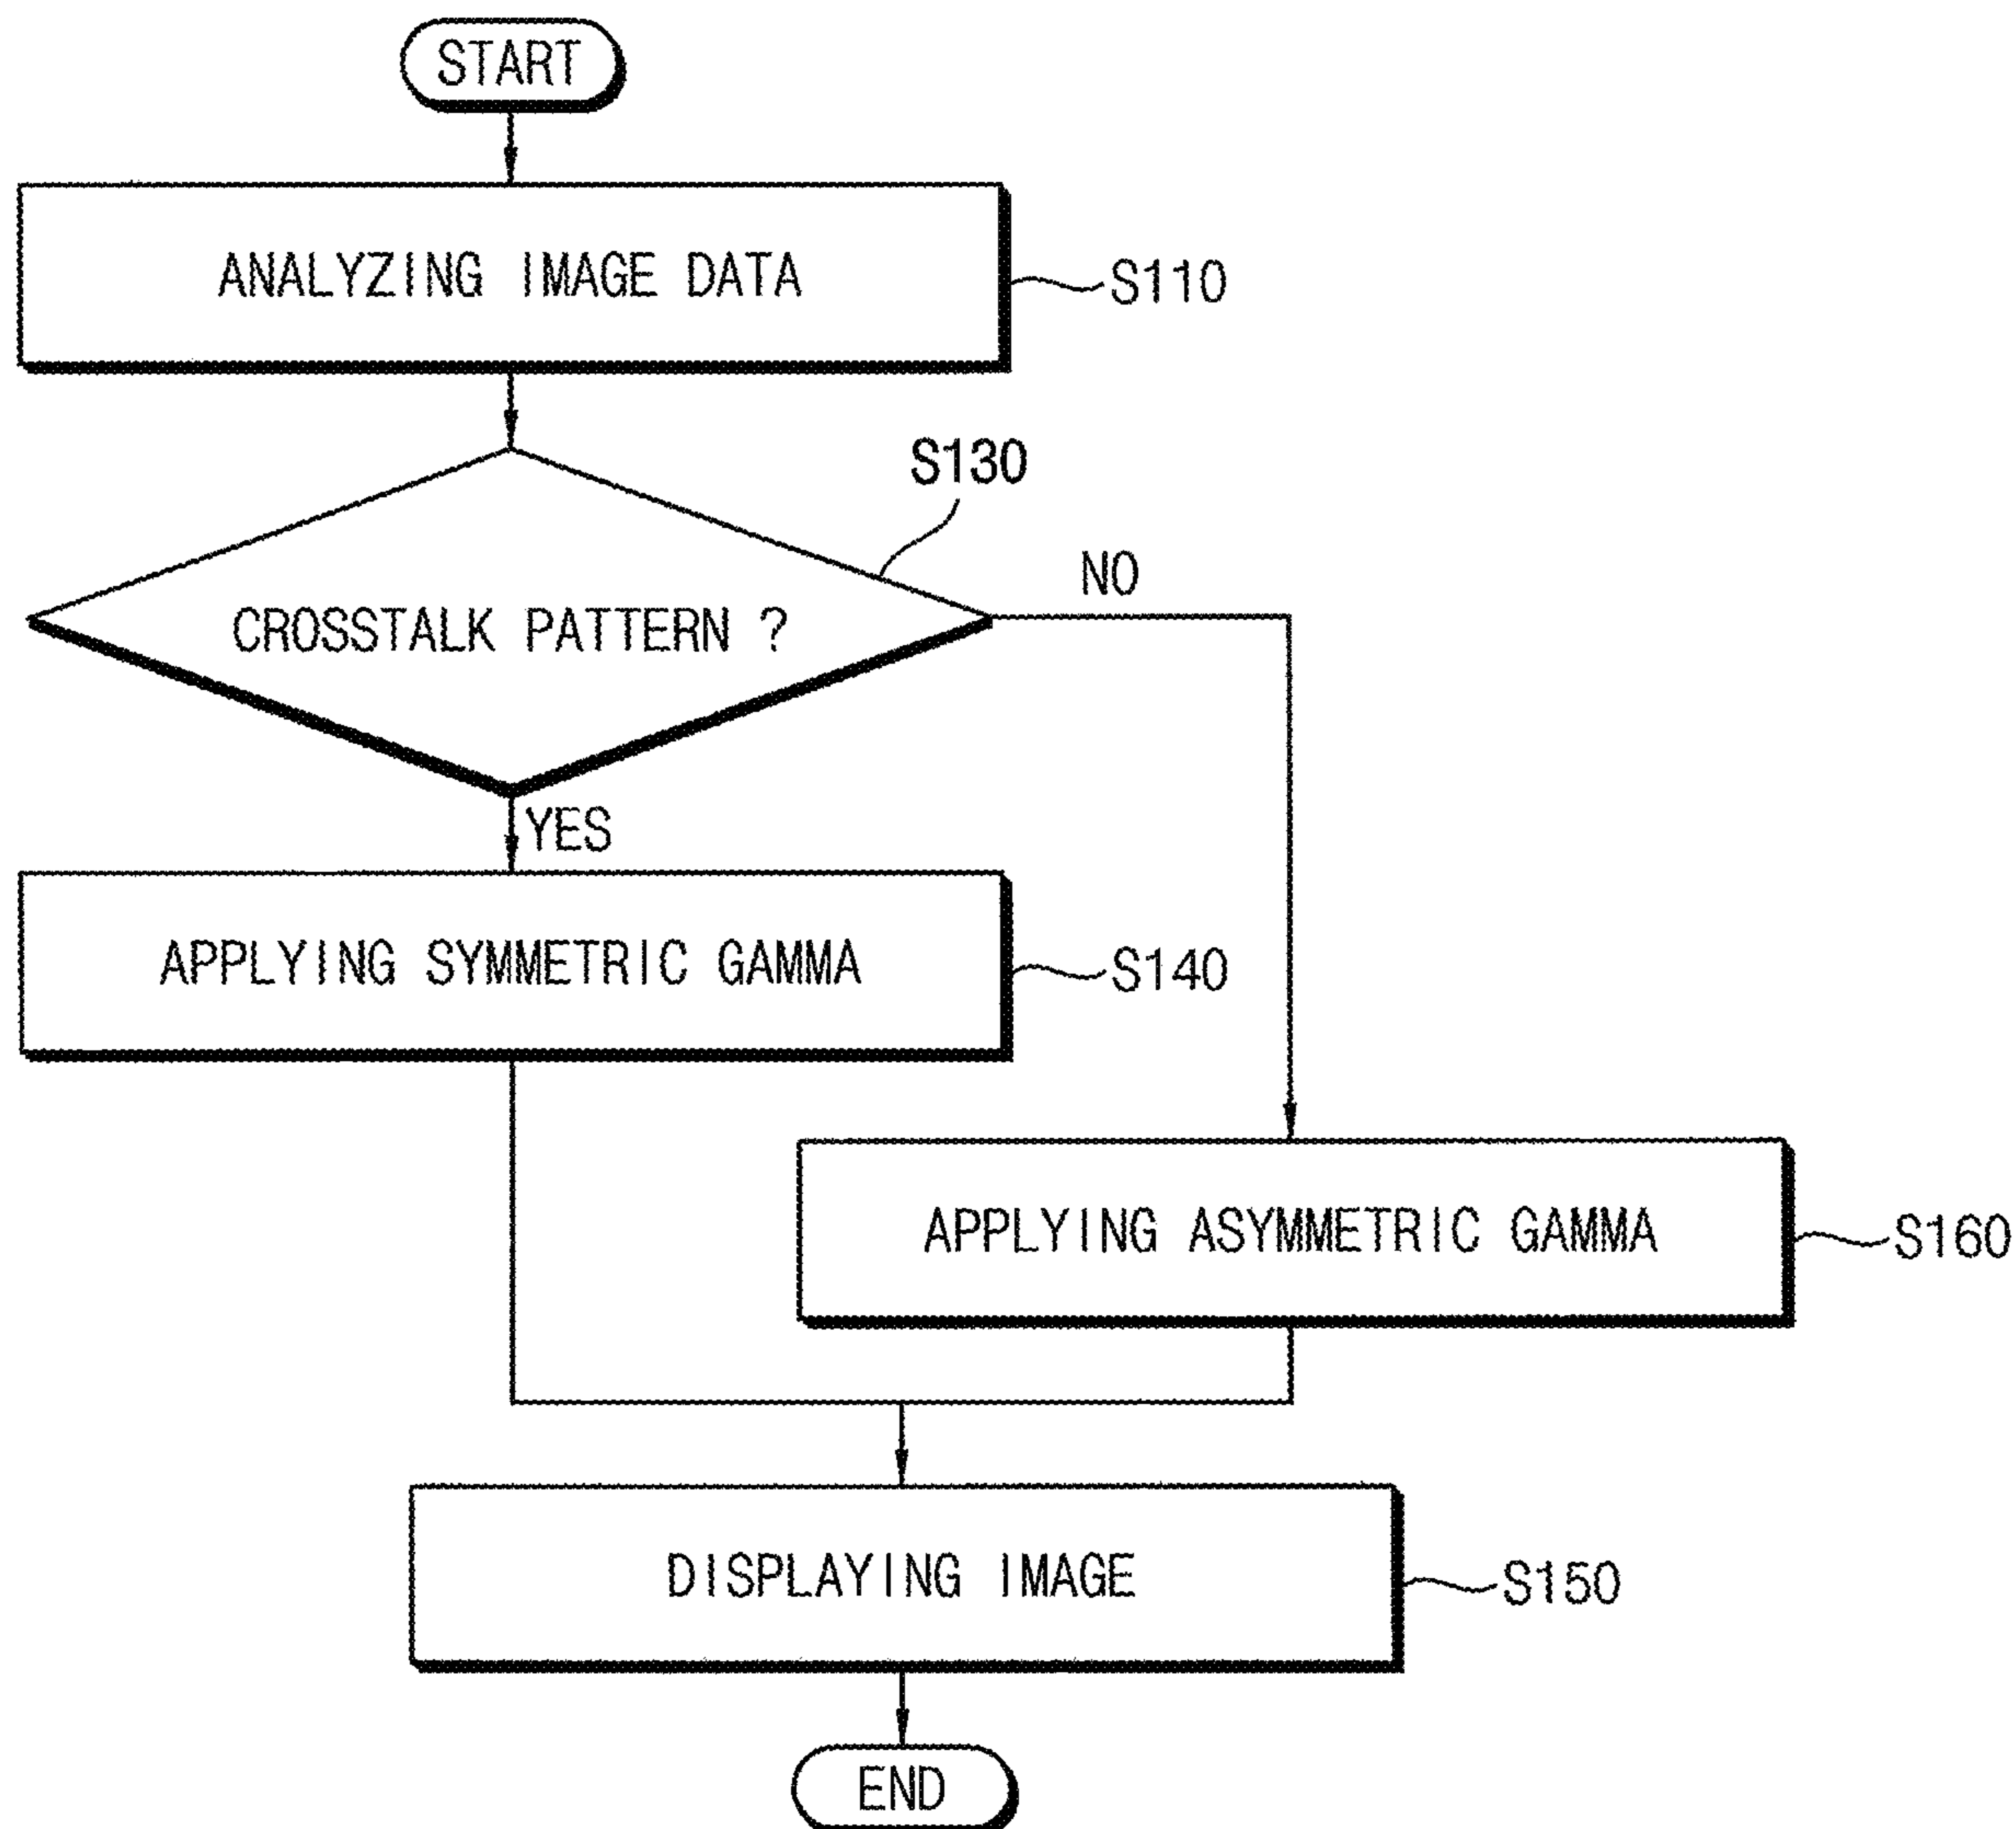 START
ANALYZING IMAGE DATA
S110
S130
NO
CROSSTALK PATTERN ?
YES
APPLYING SYMMETRIC GAMMA
S140
APPLYING ASYMMETRIC GAMMA
S160
DISPLAYING IMAGE
S150
END